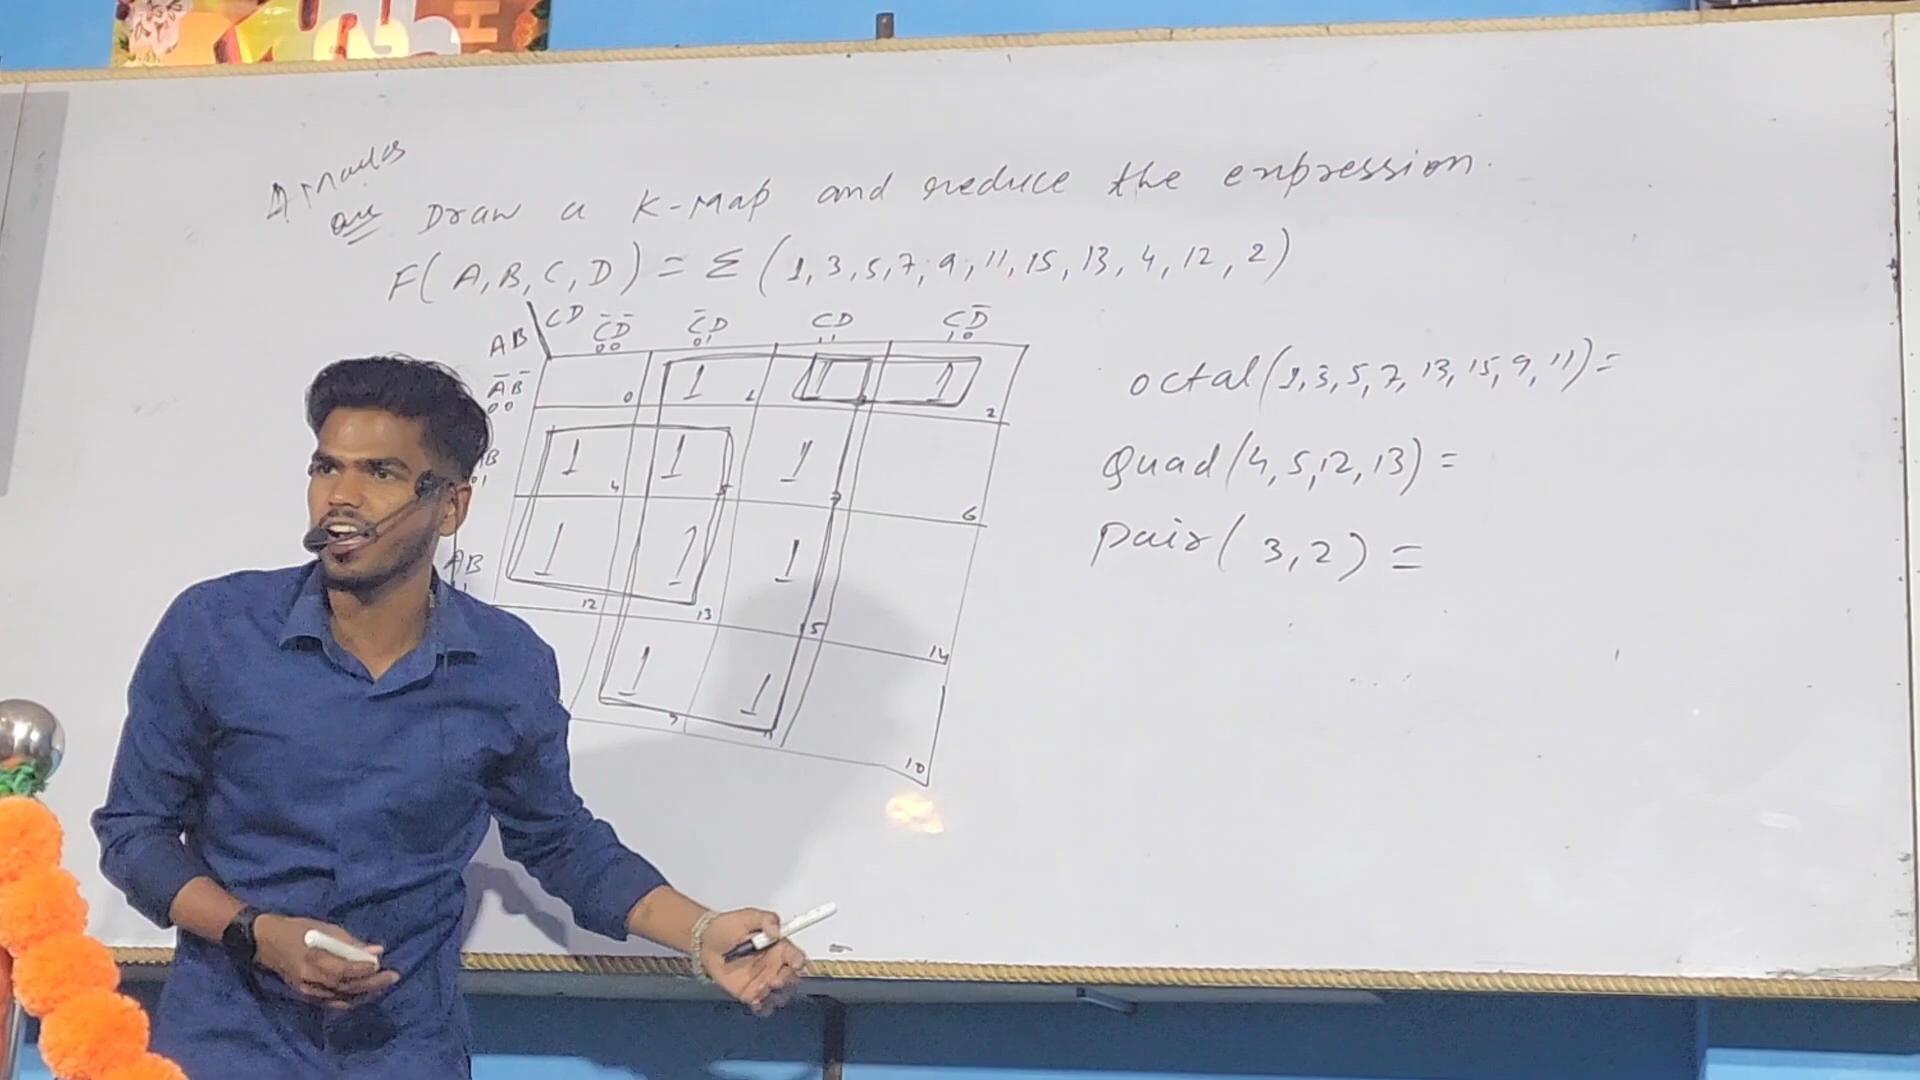 Draw a K-Map and reduce the expression.
F(A,B,C,D) = Σ(1,3,5,7,9,11,15,13,4,12,2)
AB CD C̄D̄ C̄D CD CD̄
00 01 11 10
ĀB̄ 1 1 1
00 0 1 3 2
B 1 1 1
01 4 5 7 6
AB 1 1 1
12 13 15 14
1 1
9 11 10
octal(1,3,5,7,13,15,9,11)=
Quad(4,5,12,13)=
Pair(3,2)=